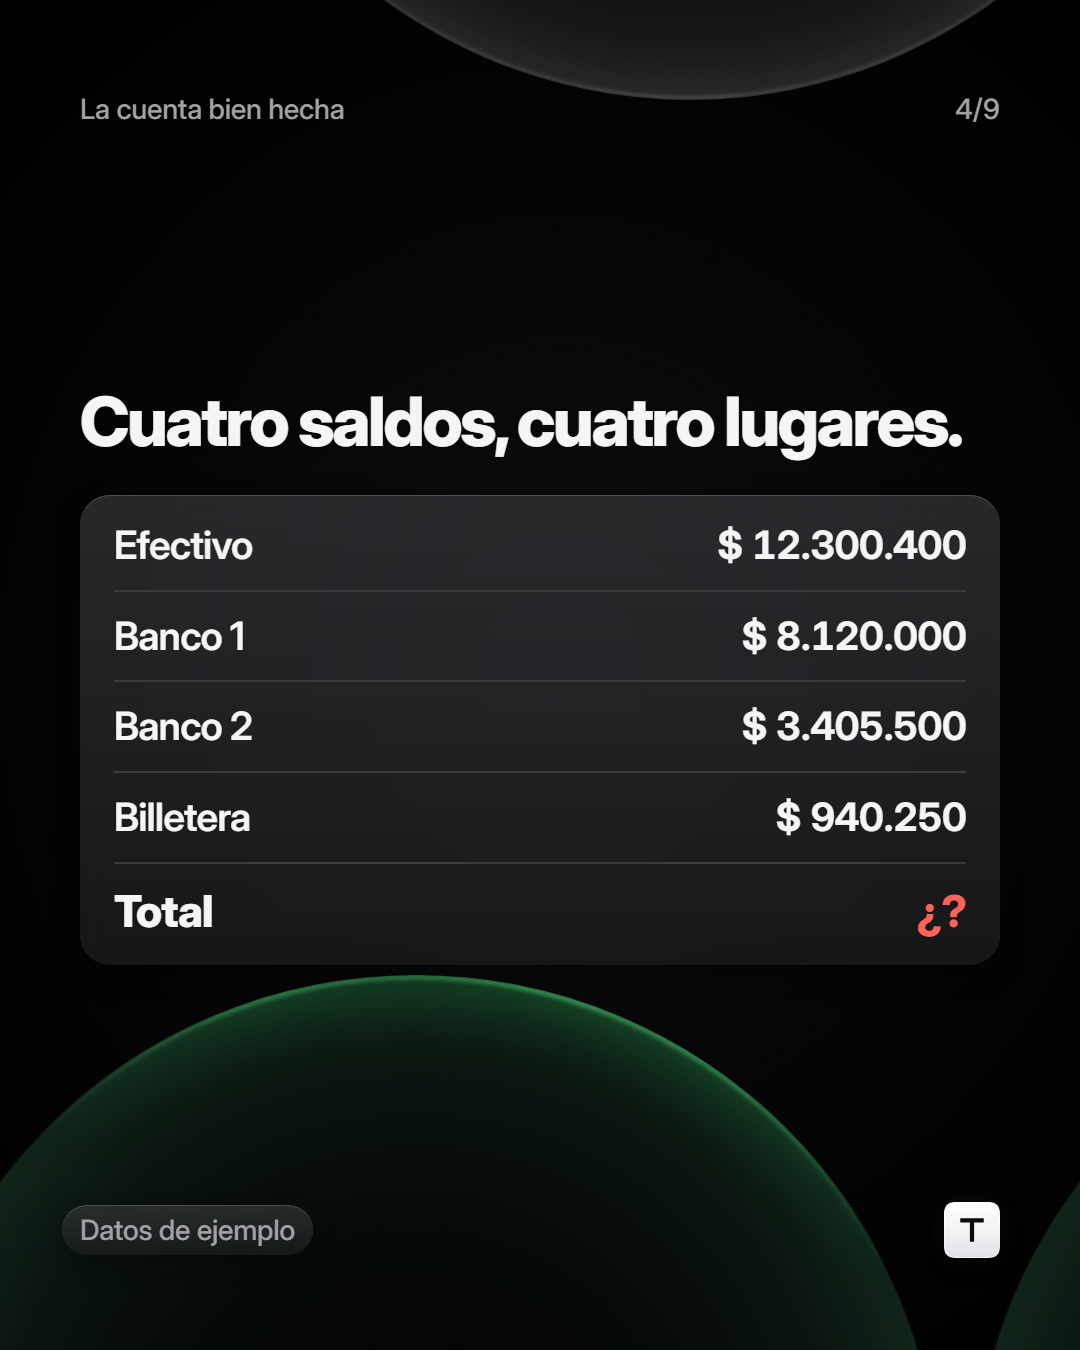 La cuenta bien hecha 4/9
Cuatro saldos, cuatro lugares.
Efectivo $ 12.300.400
Banco 1 $ 8.120.000
Banco 2 $ 3.405.500
Billetera $ 940.250
Total ¿?
Datos de ejemplo T